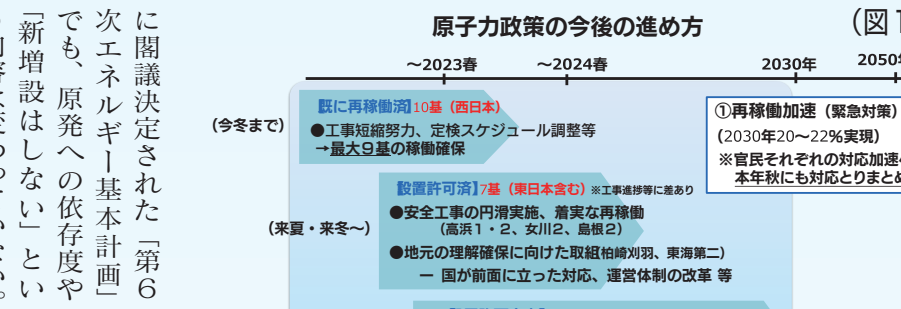 に閣議決定された「第6
次エネルギー基本計画」
でも、原発への依存度や
「新増設はしない」とい
原子力政策の今後の進め方
（図1
～2023春
～2024春
2030年
2050年
（今冬まで）
【既に再稼働済】10基（西日本）
●工事短縮努力、定検スケジュール調整等
→最大９基の稼働確保
①再稼働加速（緊急対策）
（2030年20～22%実現）
※官民それぞれの対応加速
本年秋にも対応とりまとめ
（来夏・来冬～）
【設置許可済】7基（東日本含む）※工事進捗等に差あり
●安全工事の円滑実施、着実な再稼働
（高浜１・２、女川２、島根２）
●地元の理解確保に向けた取組（柏崎刈羽、東海第二）
ー 国が前面に立った対応、運営体制の改革 等